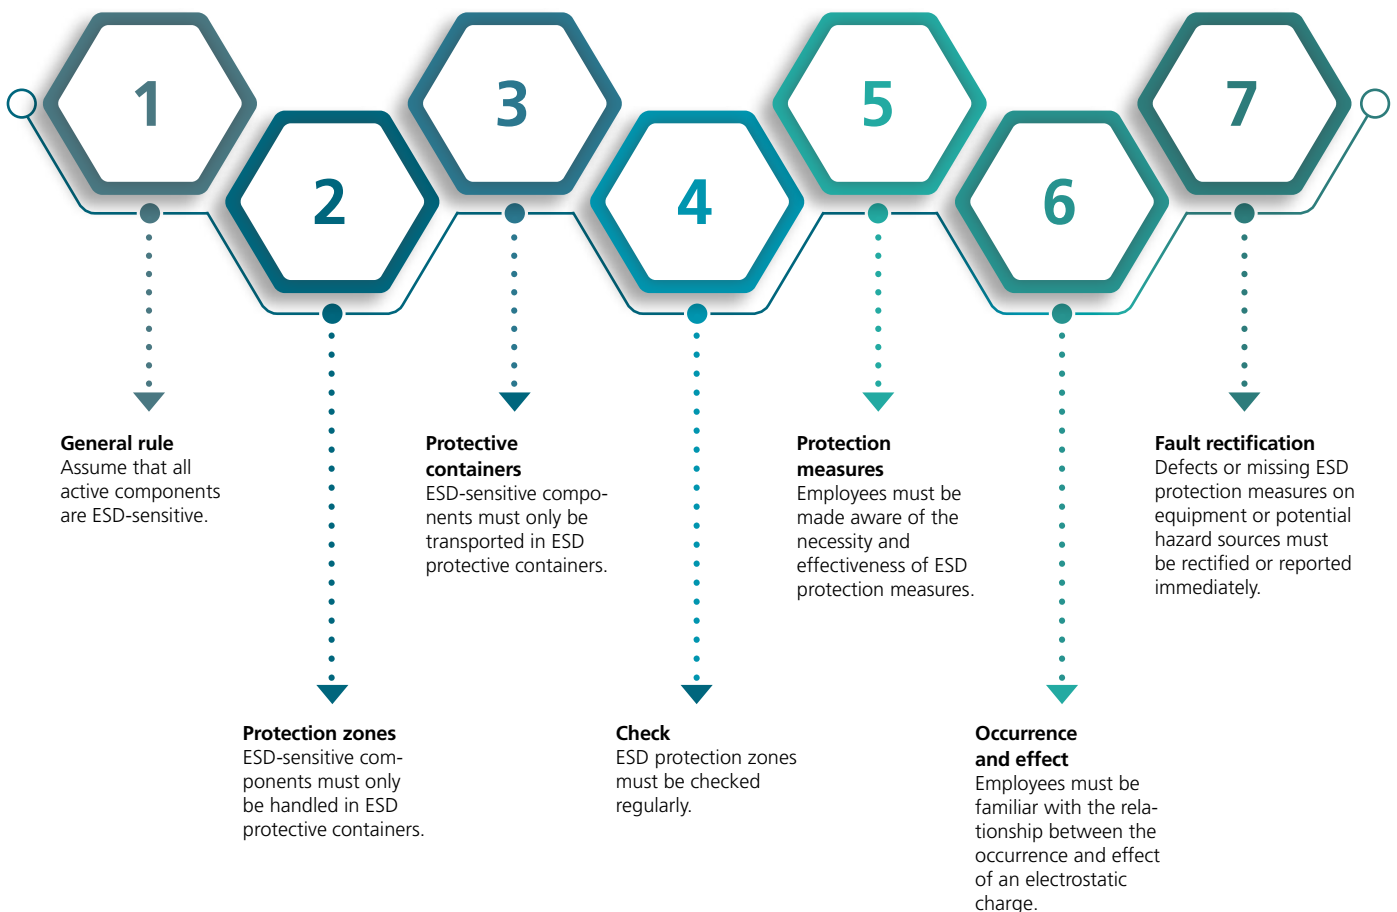 1
General rule
Assume that all
active components
are ESD-sensitive.
2
Protection zones
ESD-sensitive com-
ponents must only
be handled in ESD
protective containers.
3
Protective
containers
ESD-sensitive compo-
nents must only be
transported in ESD
protective containers.
4
Check
ESD protection zones
must be checked
regularly.
5
Protection
measures
Employees must be
made aware of the
necessity and
effectiveness of ESD
protection measures.
6
Occurrence
and effect
Employees must be
familiar with the rela-
tionship between the
occurrence and effect
of an electrostatic
charge.
7
Fault rectification
Defects or missing ESD
protection measures on
equipment or potential
hazard sources must
be rectified or reported
immediately.